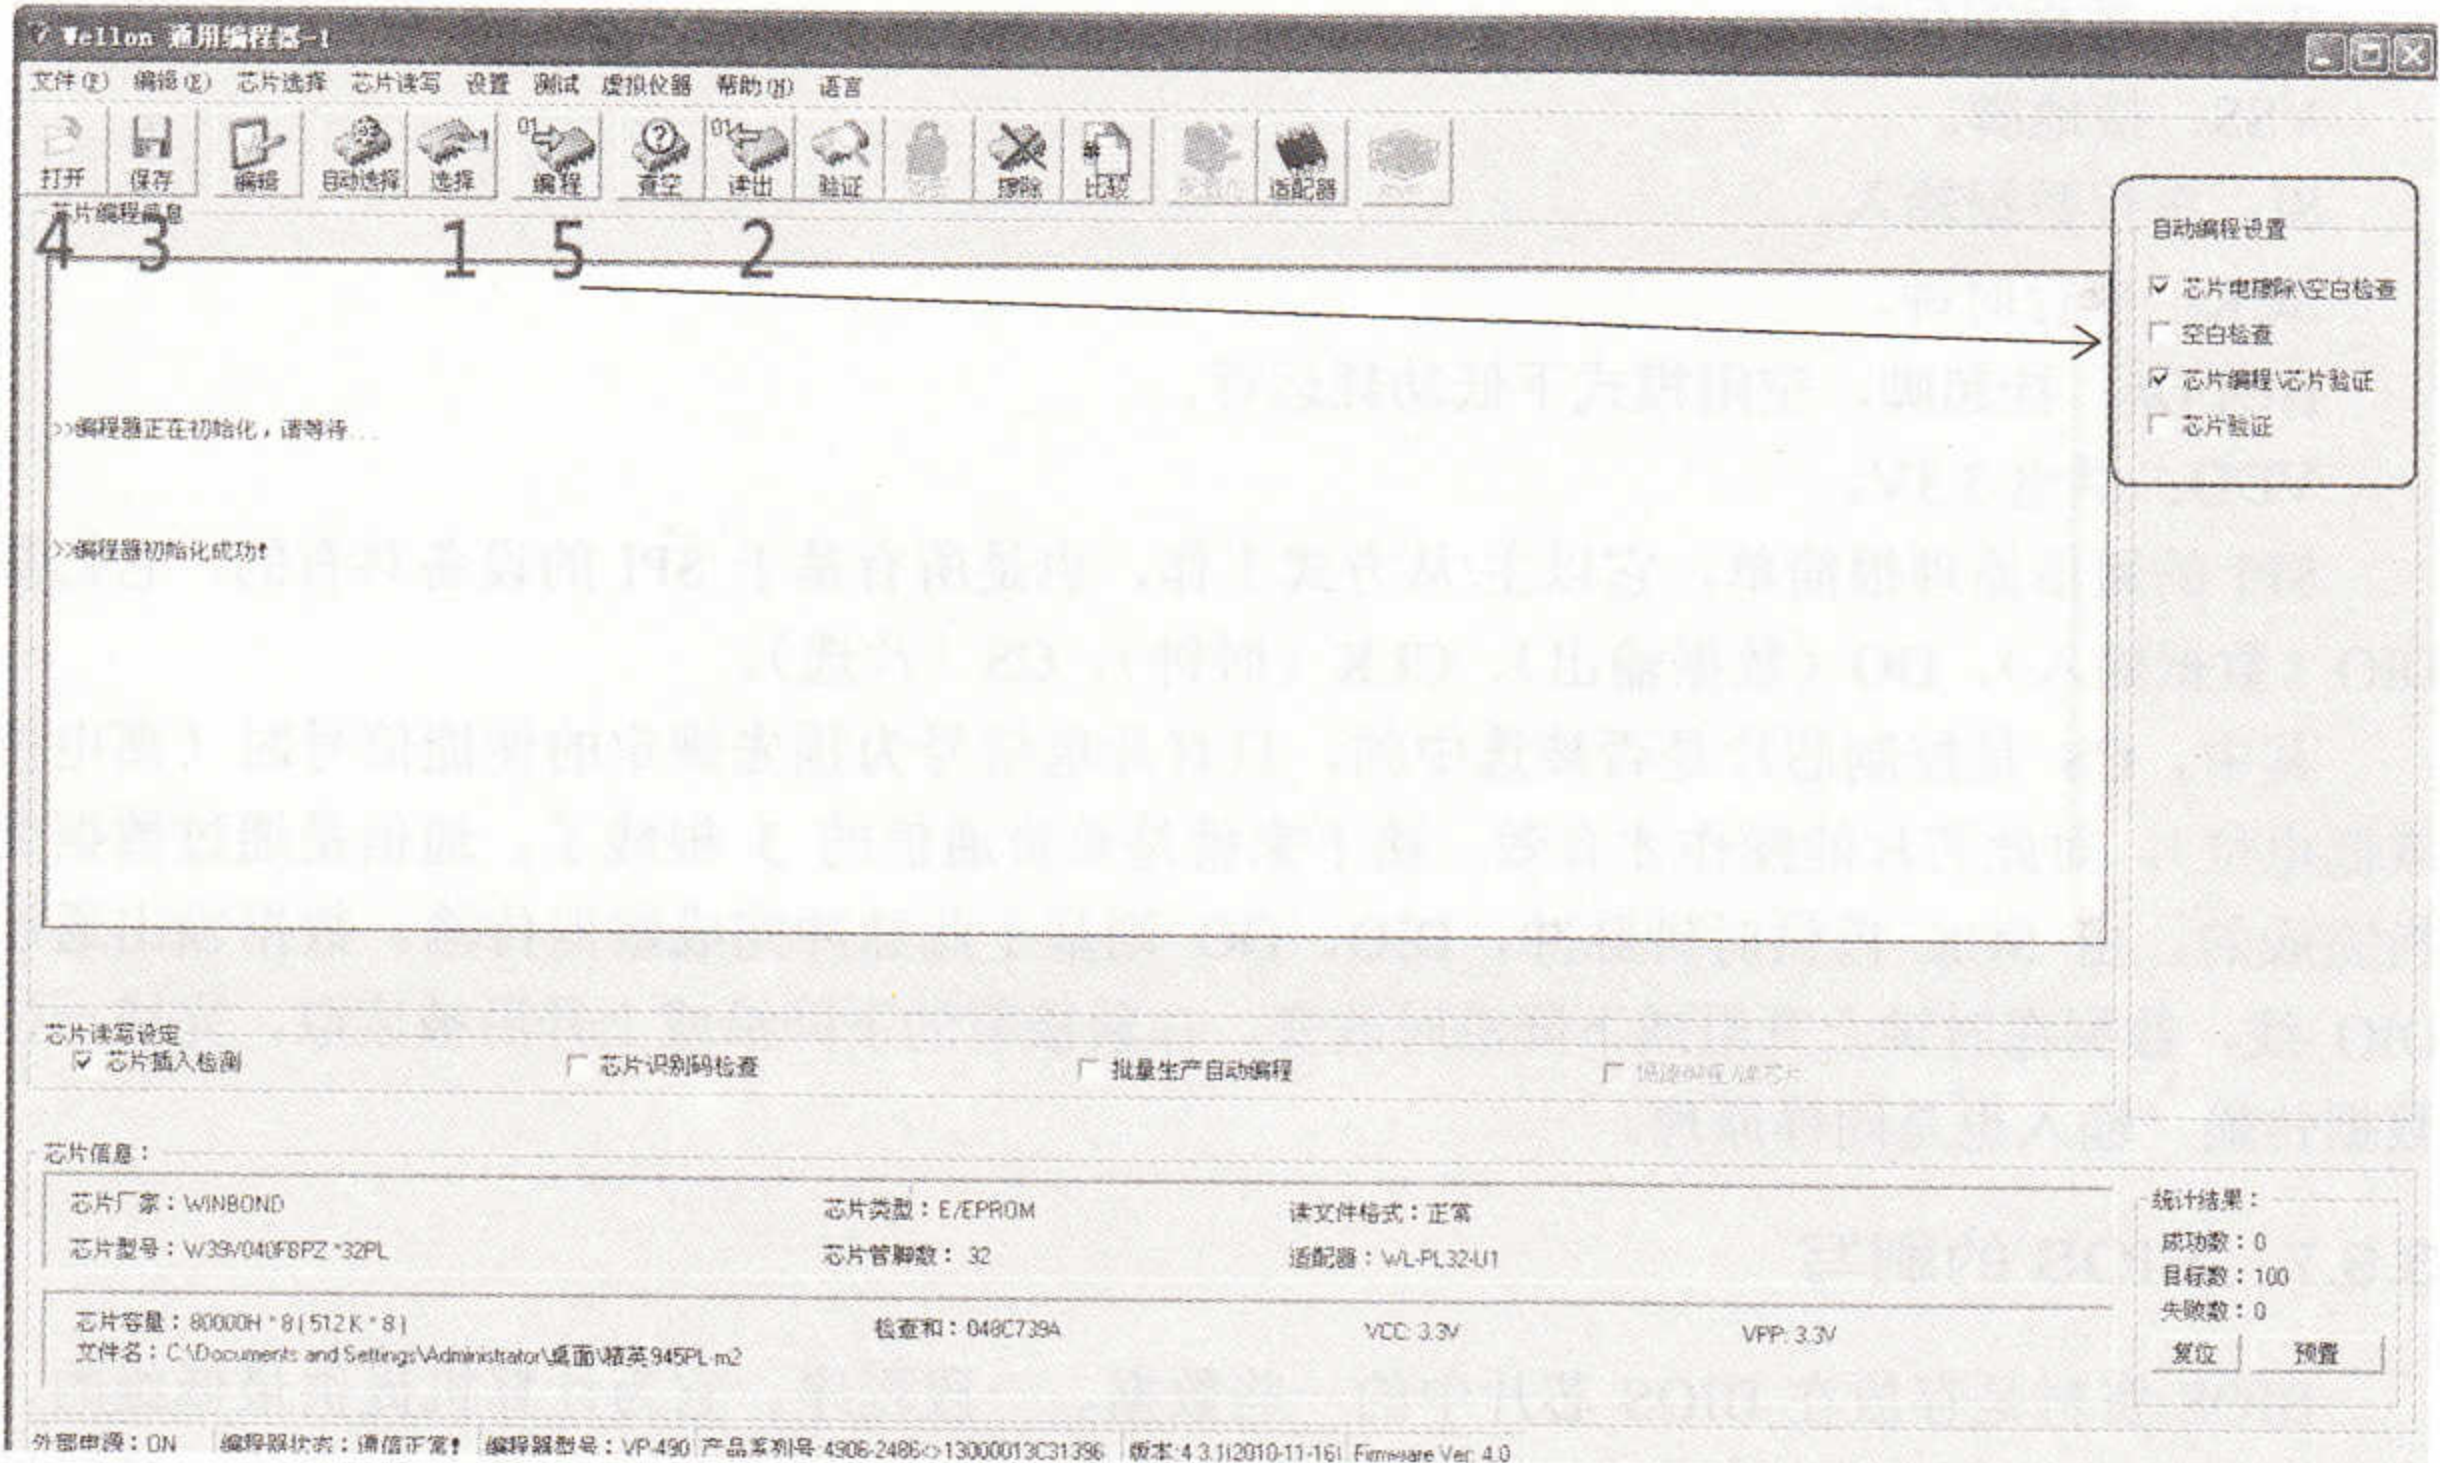 Wellon 通用编程器-1
文件(F) 编辑(E) 芯片选择 芯片读写 设置 测试 虚拟仪器 帮助(H) 语言
打开 保存 编辑 自动选择 选择 编程 查空 读出 验证 擦除 比较 适配器
芯片编程信息
4 3 1 5 2
自动编程设置
芯片电擦除\空白检查
空白检查
芯片编程\芯片验证
芯片验证
>>编程器正在初始化，请等待...
>>编程器初始化成功!
芯片读写设定
芯片插入检测 芯片识别码检查 批量生产自动编程
芯片信息：
芯片厂家：WINBOND 芯片类型：E/EPROM 读文件格式：正常
芯片型号：W39V040FBPZ *32PL 芯片管脚数： 32 适配器：WL-PL32-U1
芯片容量：80000H * 8(512 K * 8) 检查和：048C739A VCC: 3.3V VPP: 3.3V
文件名：C:\Documents and Settings\Administrator\桌面\精英945PL-m2
统计结果：
成功数：0
目标数：100
失败数：0
复位 预置
外部电源：ON 编程器状态：通信正常! 编程器型号：VP-490 产品系列号:4906-2486<>13000013C31396 版本:4.3.1(2010-11-16) Firmware Ver: 4.0